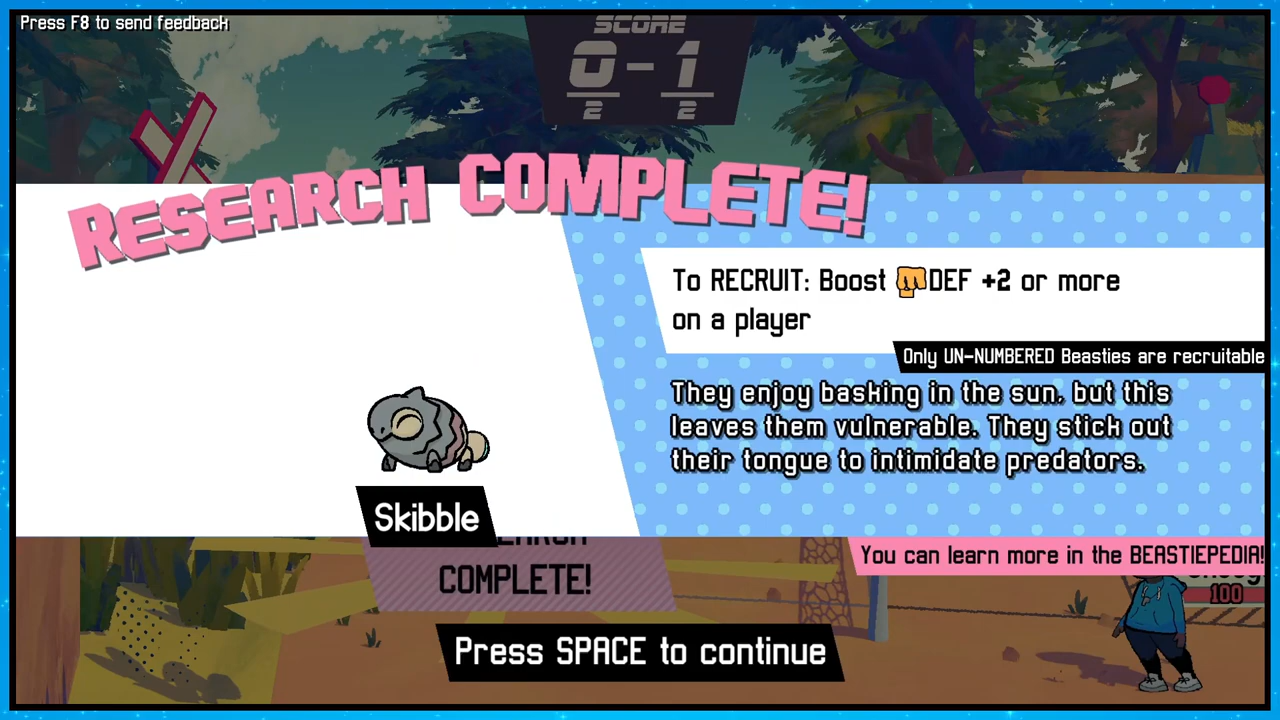 Press F8 to send feedback
SCORE
0 - 1
2 2
RESEARCH COMPLETE!
To RECRUIT: Boost DEF +2 or more
on a player
Only UN-NUMBERED Beasties are recruitable
They enjoy basking in the sun, but this
leaves them vulnerable. They stick out
their tongue to intimidate predators.
Skibble
COMPLETE!
You can learn more in the BEASTIEPEDIA!
100
Press SPACE to continue